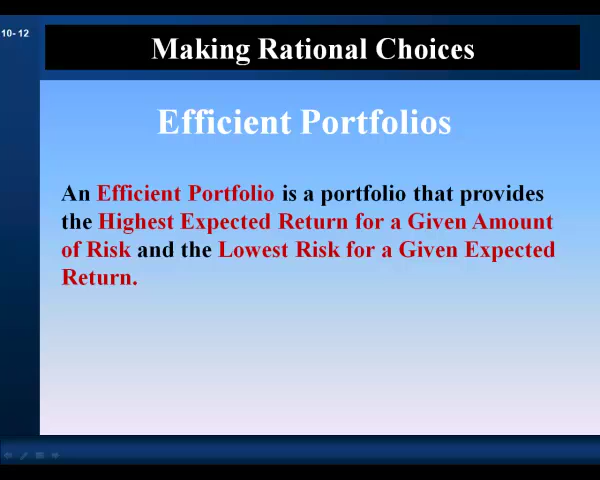 10- 12
Making Rational Choices
Efficient Portfolios
An Efficient Portfolio is a portfolio that provides
the Highest Expected Return for a Given Amount
of Risk and the Lowest Risk for a Given Expected
Return.